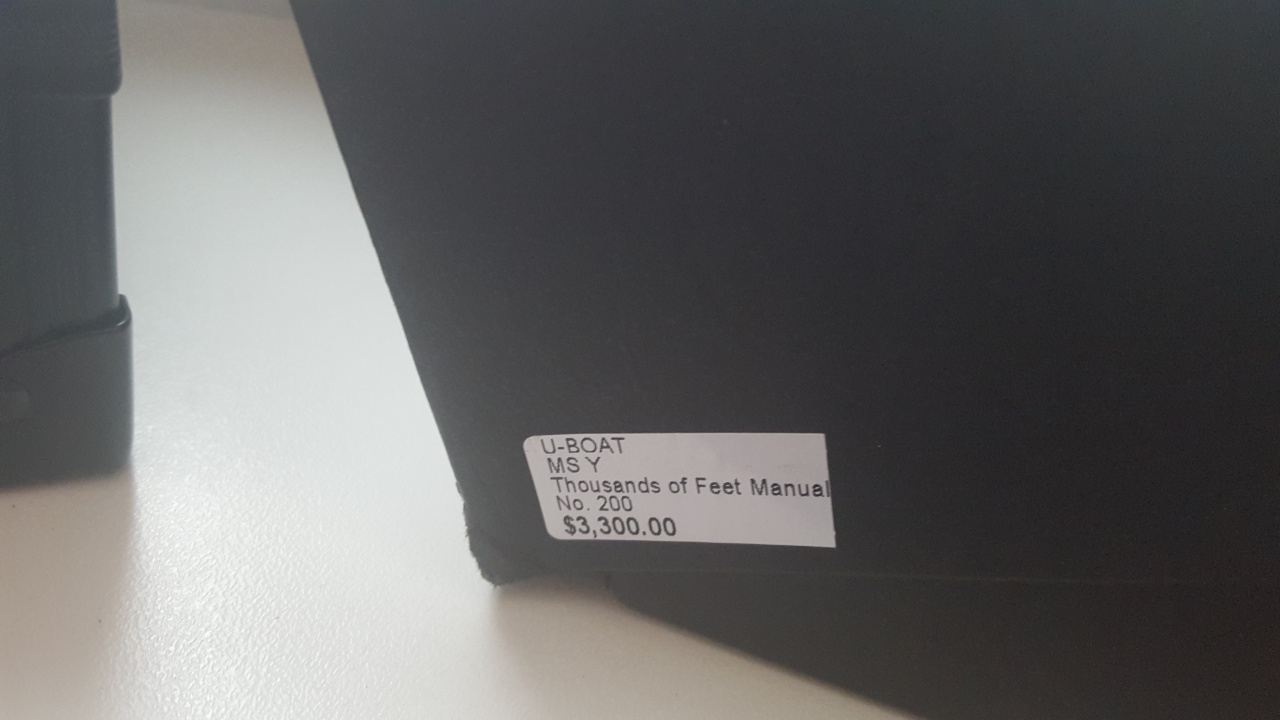 U-BOAT
MS Y
Thousands of Feet Manual
No. 200
$3,300.00